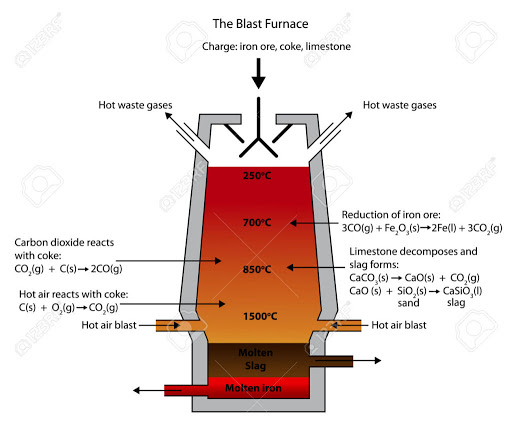 The Blast Furnace
Charge: iron ore, coke, limestone
Hot waste gases
Hot waste gases
250°C
700°C
Reduction of iron ore:
3CO(g) + Fe₂O₃(s)→2Fe(l) + 3CO₂(g)
Carbon dioxide reacts
with coke:
CO₂(g) + C(s)→2CO(g)
850°C
Limestone decomposes and
slag forms:
CaCO₃(s)→ CaO(s) + CO₂(g)
CaO (s) + SiO₂(s)→ CaSiO₃(l)
sand slag
Hot air reacts with coke:
C(s) + O₂(g)→CO₂(g)
1500°C
Hot air blast
Hot air blast
Molten
Slag
Molten iron
123RF